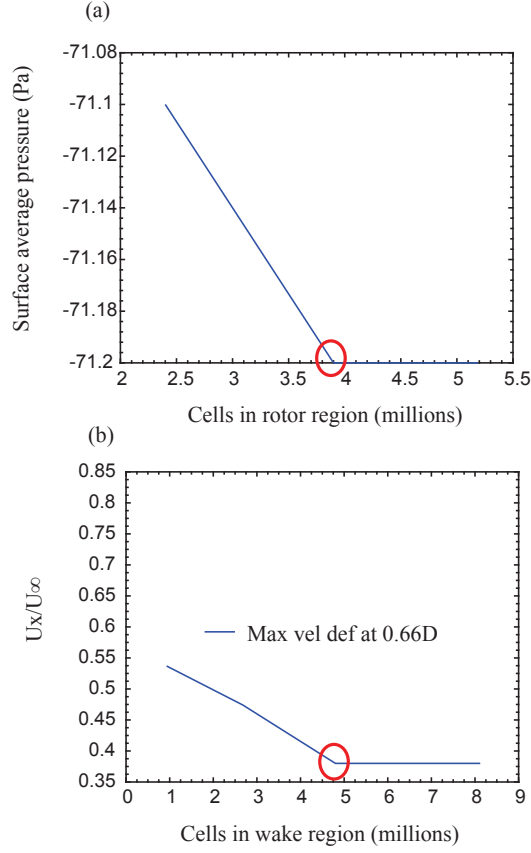 (a)
-71.08
-71.1
-71.12
-71.14
-71.16
-71.18
-71.2
Surface average pressure (Pa)
2 2.5 3 3.5 4 4.5 5 5.5
Cells in rotor region (millions)
(b)
0.85
0.8
0.75
0.7
0.65
0.6
0.55
0.5
0.45
0.4
0.35
Ux/U∞
Max vel def at 0.66D
0 1 2 3 4 5 6 7 8 9
Cells in wake region (millions)